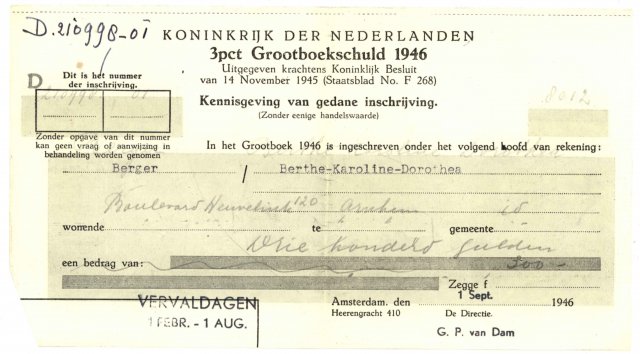 D.210998-01
KONINKRIJK DER NEDERLANDEN
3pct Grootboekschuld 1946
Uitgegeven krachtens Koninklijk Besluit
van 14 November 1945 (Staatsblad No. F 268)
Dit is het nummer
der inschrijving.
D
210998 01
Kennisgeving van gedane inschrijving.
(Zonder eenige handelswaarde)
8012
Zonder opgave van dit nummer
kan geen vraag of aanwijzing in
behandeling worden genomen
In het Grootboek 1946 is ingeschreven onder het volgend hoofd van rekening:
Berger / Berthe-Karoline-Dorothea
Boulevard Heuvelink 120 Arnhem id
wonende te gemeente
Drie honderd gulden
een bedrag van: 300-
Zegge f
1 Sept.
VERVALDAGEN
1 FEBR. - 1 AUG.
Amsterdam. den 1946
Heerengracht 410 De Directie.
G. P. van Dam